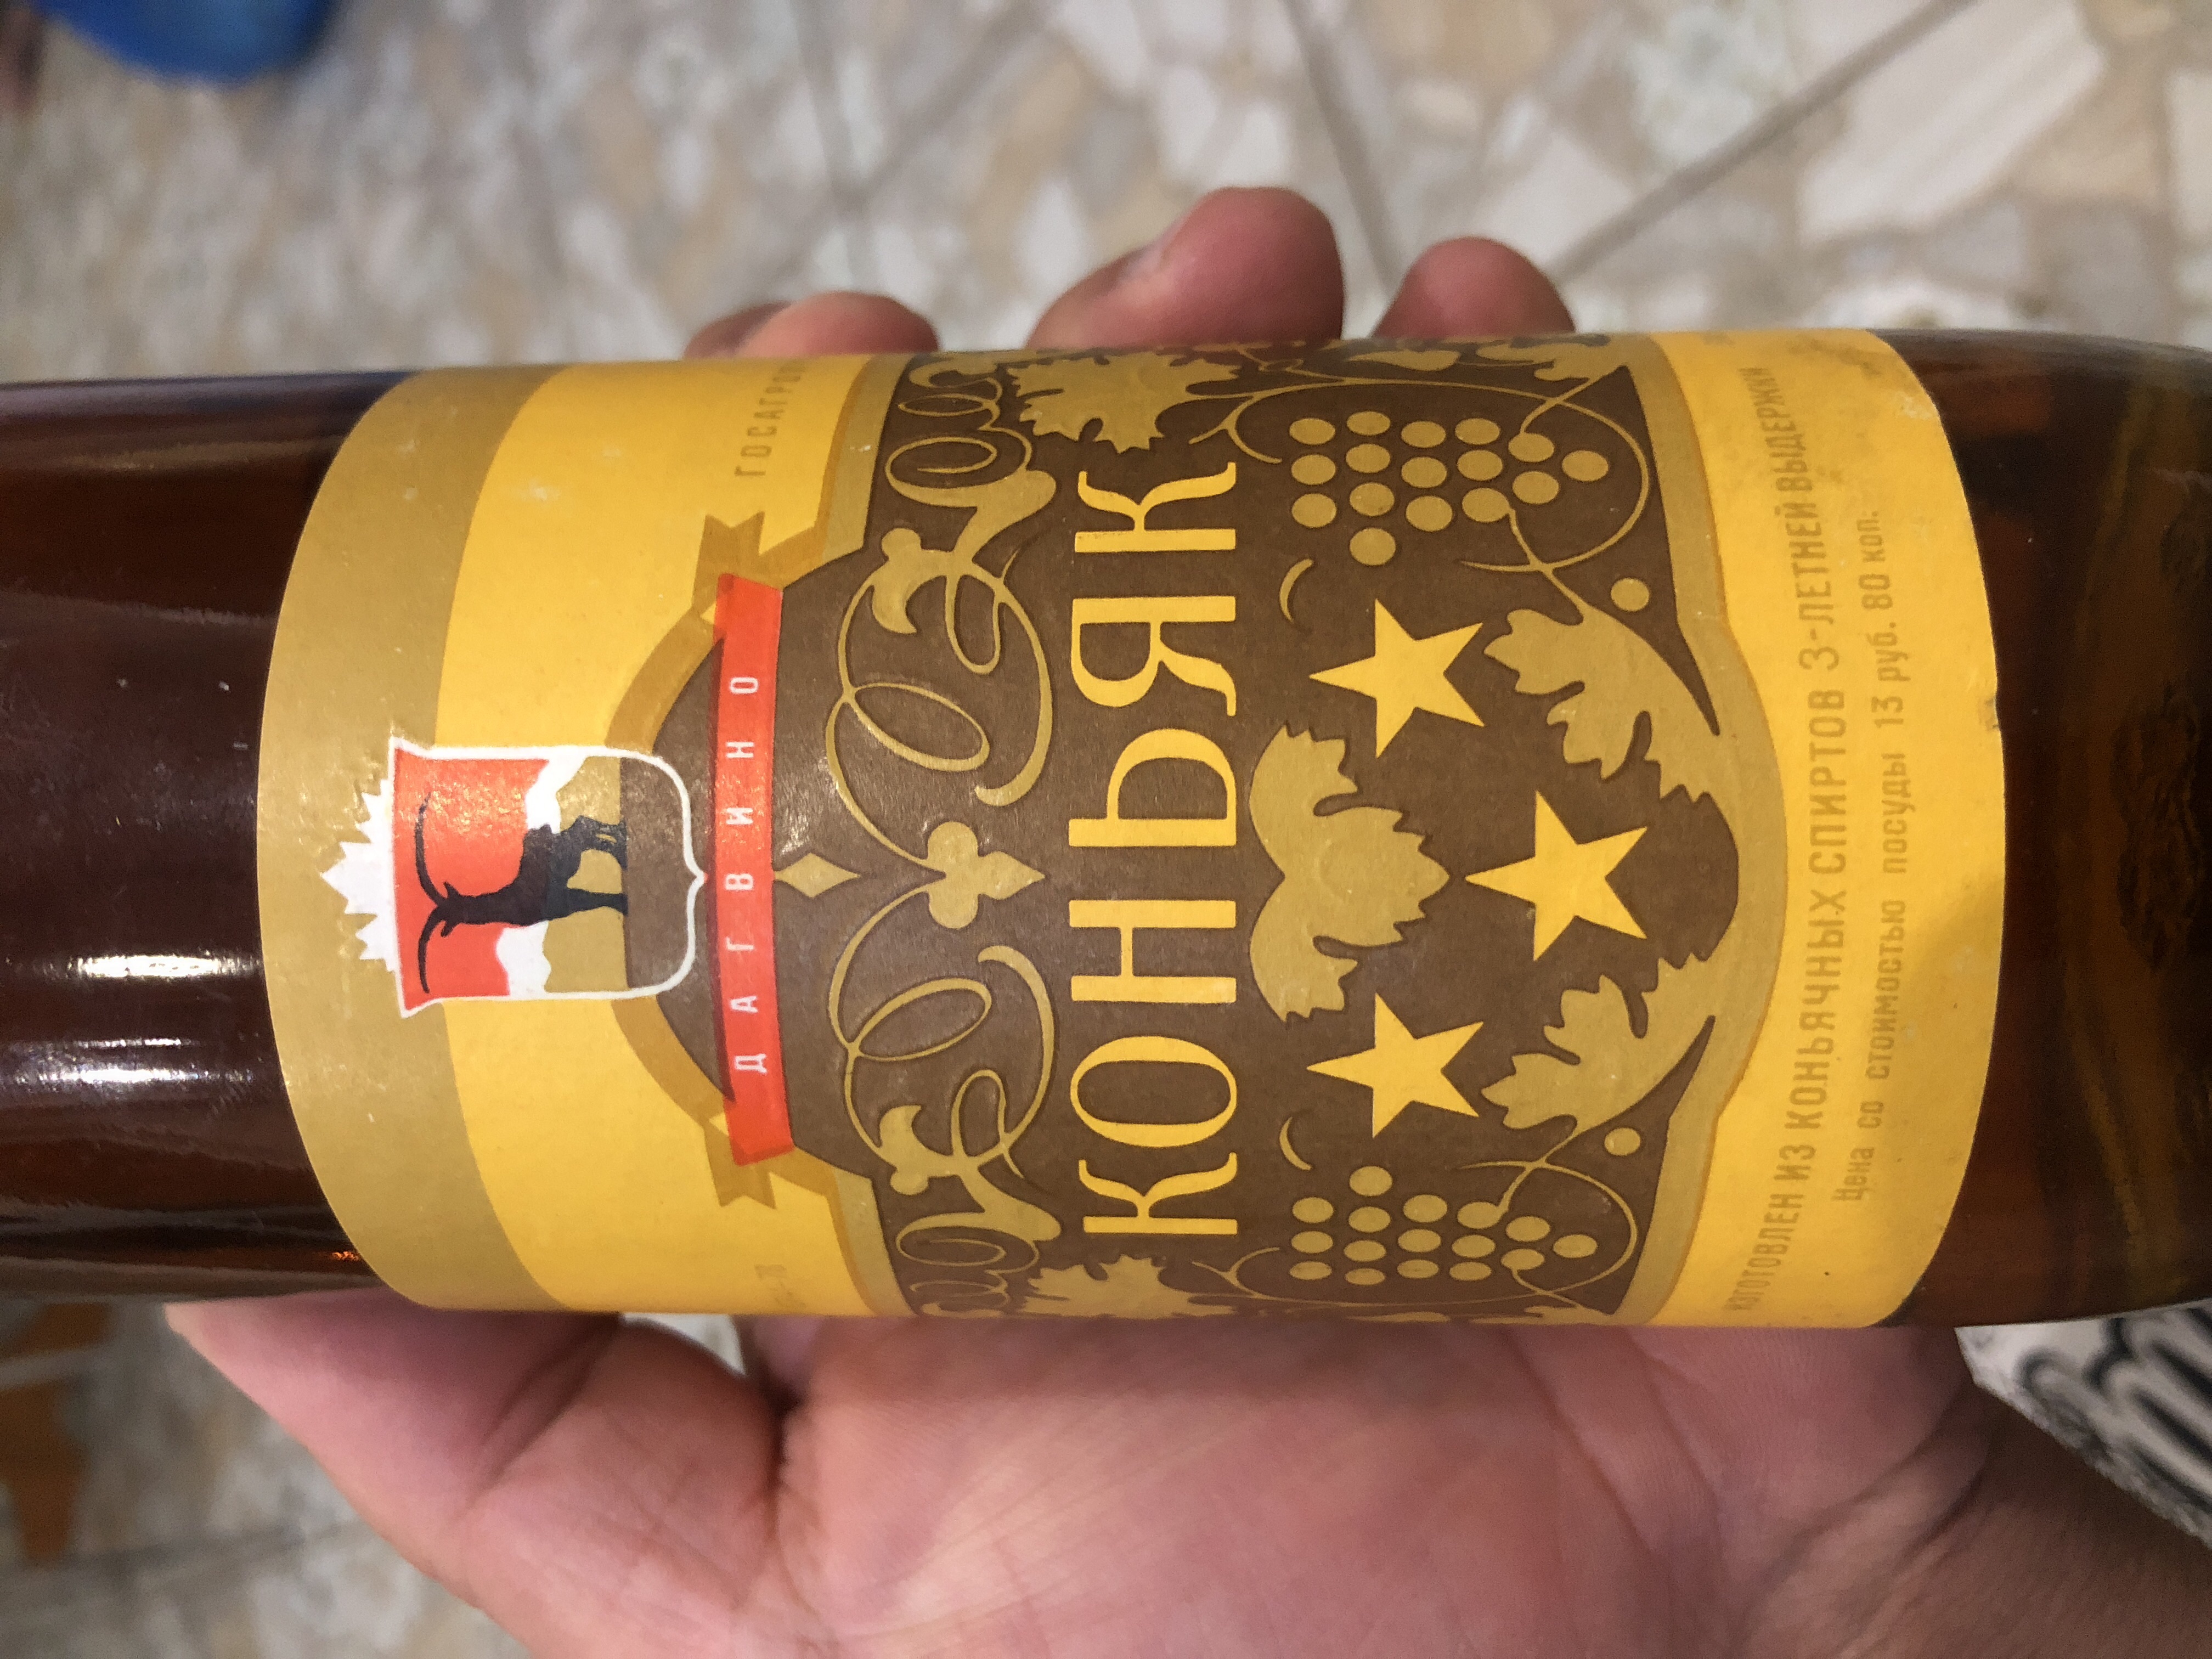 ДАГВИНО
КОНЬЯК
ИЗГОТОВЛЕН ИЗ КОНЬЯЧНЫХ СПИРТОВ 3-ЛЕТНЕЙ ВЫДЕРЖКИ
Цена со стоимостью посуды 13 руб. 80 коп.